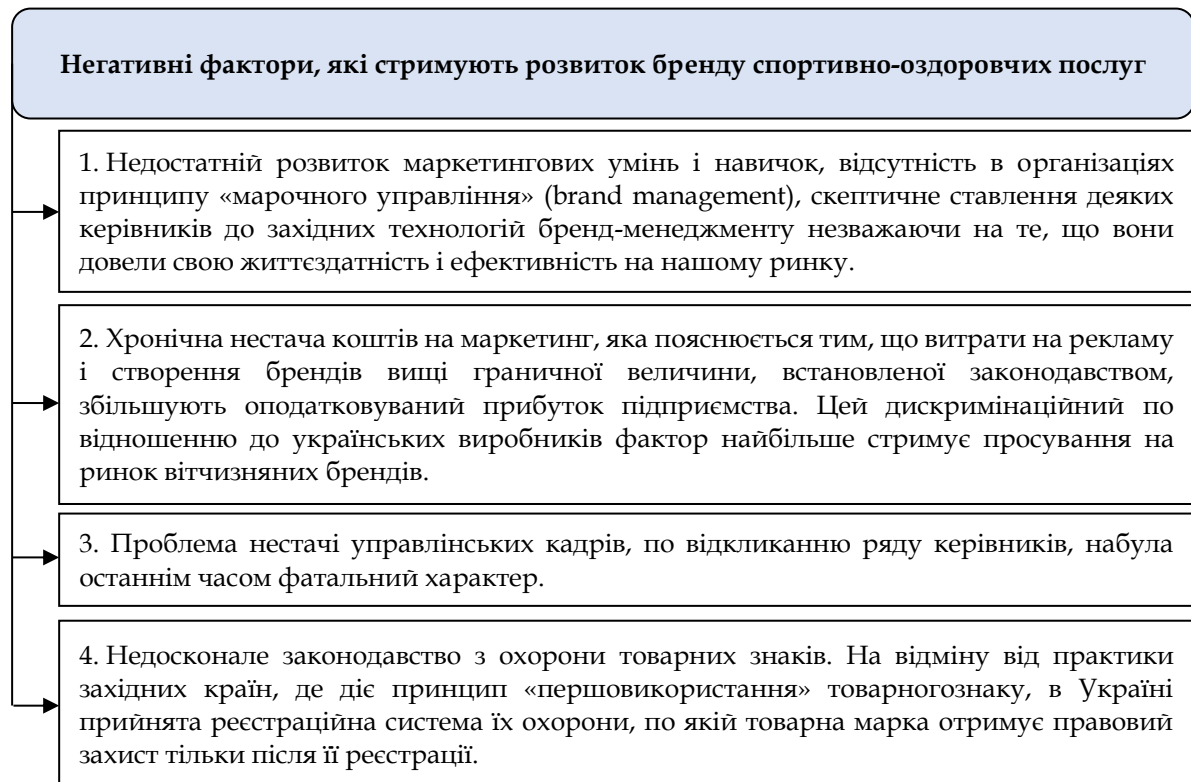 Негативні фактори, які стримують розвиток бренду спортивно-оздоровчих послуг
1. Недостатній розвиток маркетингових умінь і навичок, відсутність в організаціях
принципу «марочного управління» (brand management), скептичне ставлення деяких
керівників до західних технологій бренд-менеджменту незважаючи на те, що вони
довели свою життєздатність і ефективність на нашому ринку.
2. Хронічна нестача коштів на маркетинг, яка пояснюється тим, що витрати на рекламу
і створення брендів вищі граничної величини, встановленої законодавством,
збільшують оподатковуваний прибуток підприємства. Цей дискримінаційний по
відношенню до українських виробників фактор найбільше стримує просування на
ринок вітчизняних брендів.
3. Проблема нестачі управлінських кадрів, по відкликанню ряду керівників, набула
останнім часом фатальний характер.
4. Недосконале законодавство з охорони товарних знаків. На відміну від практики
західних країн, де діє принцип «першовикористання» товарногознаку, в Україні
прийнята реєстраційна система їх охорони, по якій товарна марка отримує правовий
захист тільки після її реєстрації.